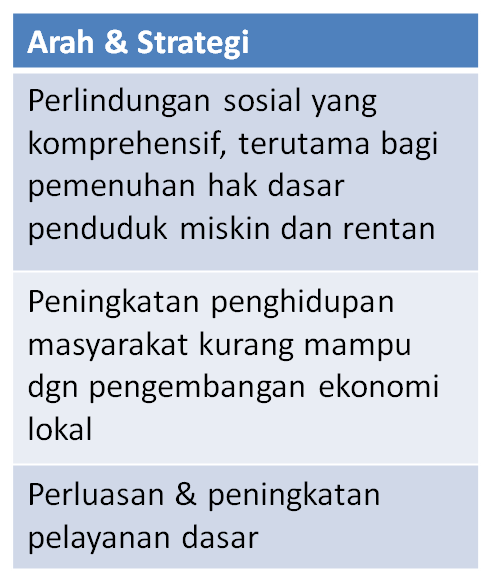 Arah & Strategi
Perlindungan sosial yang
komprehensif, terutama bagi
pemenuhan hak dasar
penduduk miskin dan rentan
Peningkatan penghidupan
masyarakat kurang mampu
dgn pengembangan ekonomi
lokal
Perluasan & peningkatan
pelayanan dasar